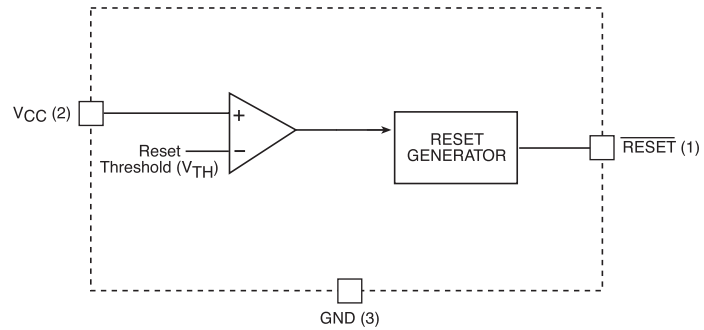 VCC (2)
+
−
Reset
Threshold (VTH)
RESET
GENERATOR
RESET (1)
GND (3)